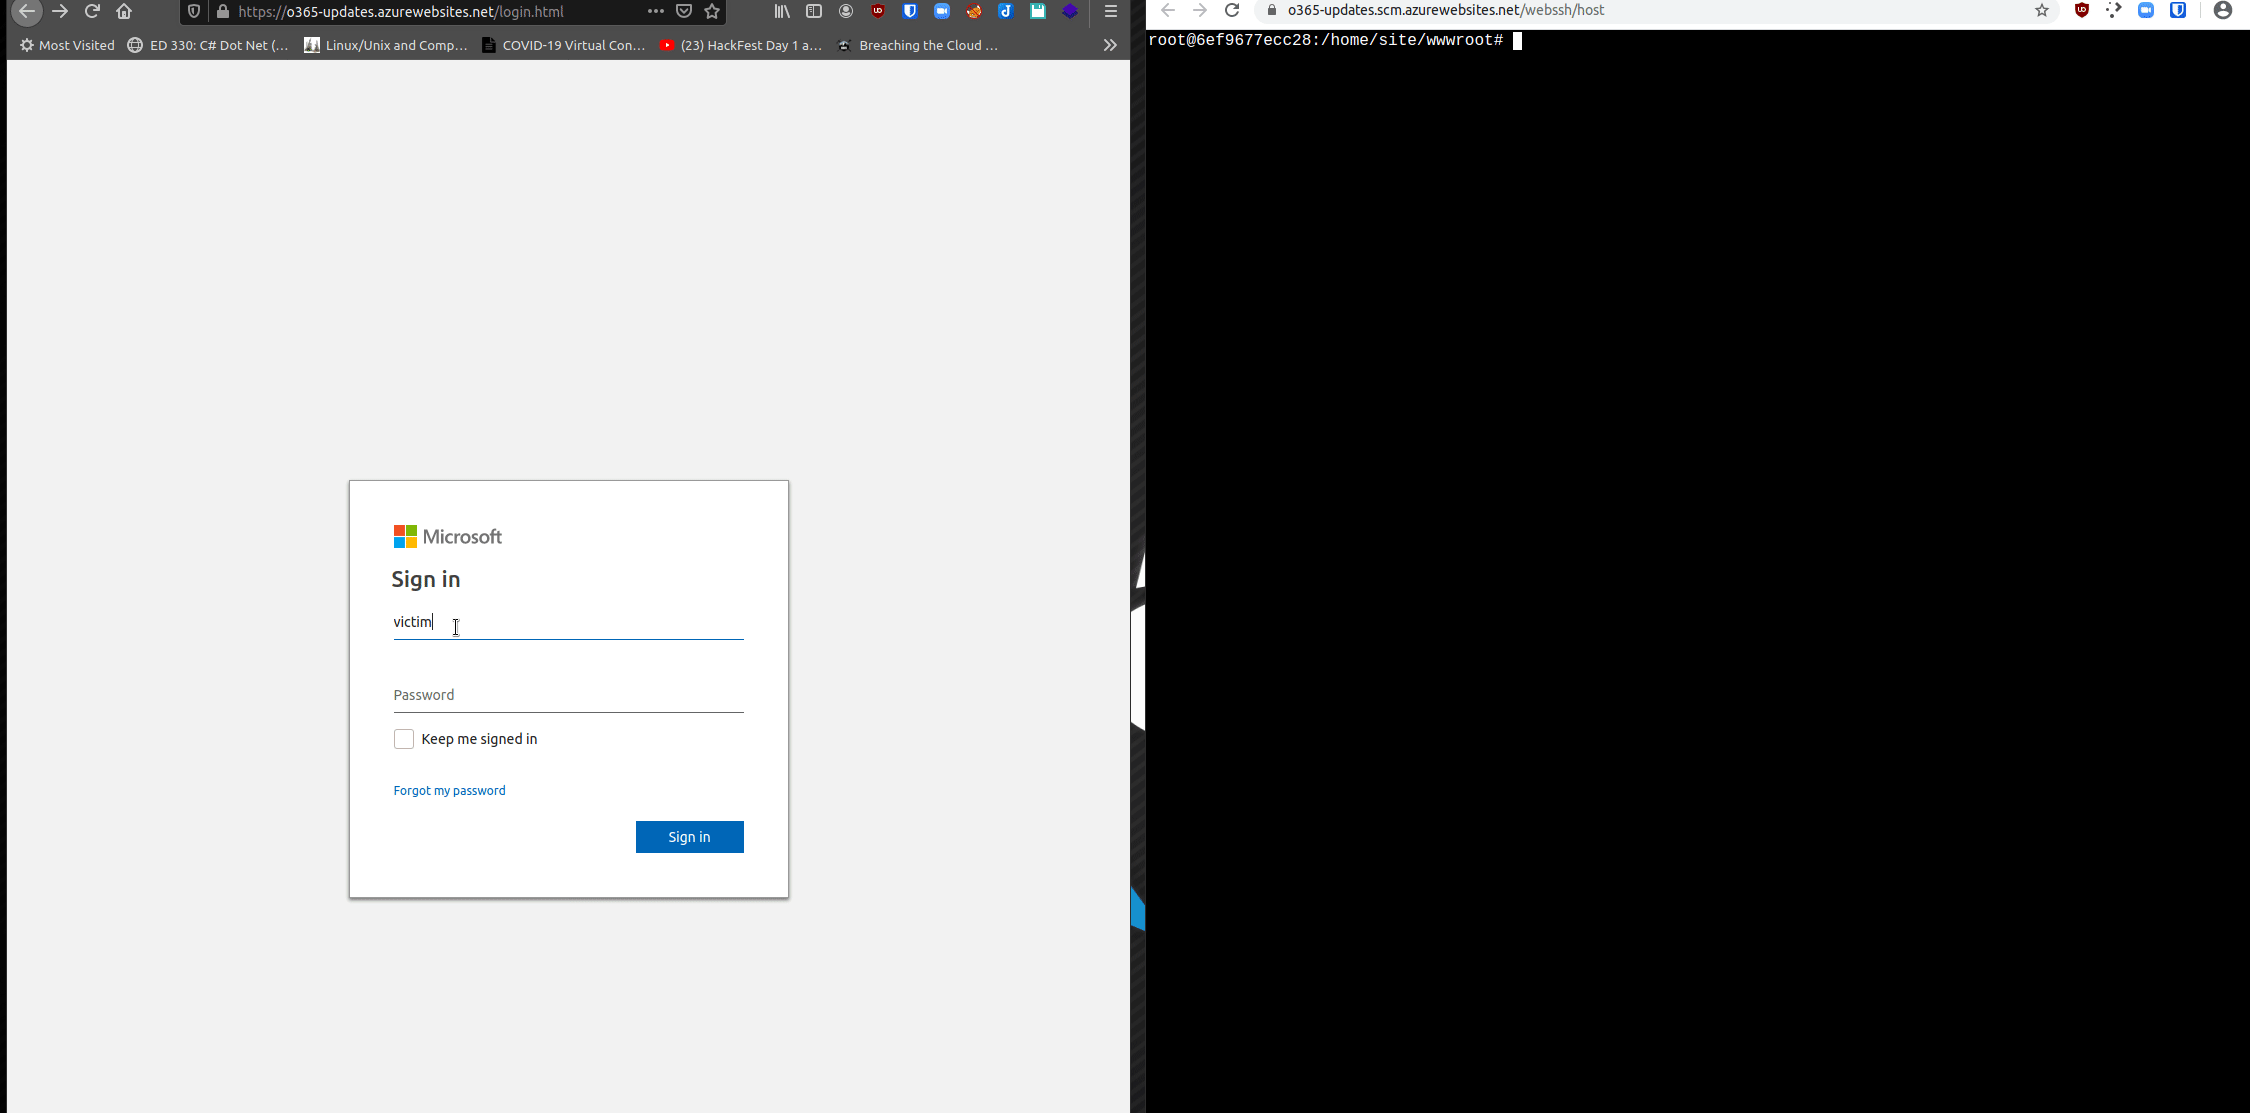 https://o365-updates.azurewebsites.net/login.html
Most Visited ED 330: C# Dot Net (... Linux/Unix and Comp... COVID-19 Virtual Con... (23) HackFest Day 1 a... Breaching the Cloud ...
Microsoft
Sign in
victim
Password
Keep me signed in
Forgot my password
Sign in
o365-updates.scm.azurewebsites.net/webssh/host
root@6ef9677ecc28:/home/site/wwwroot#